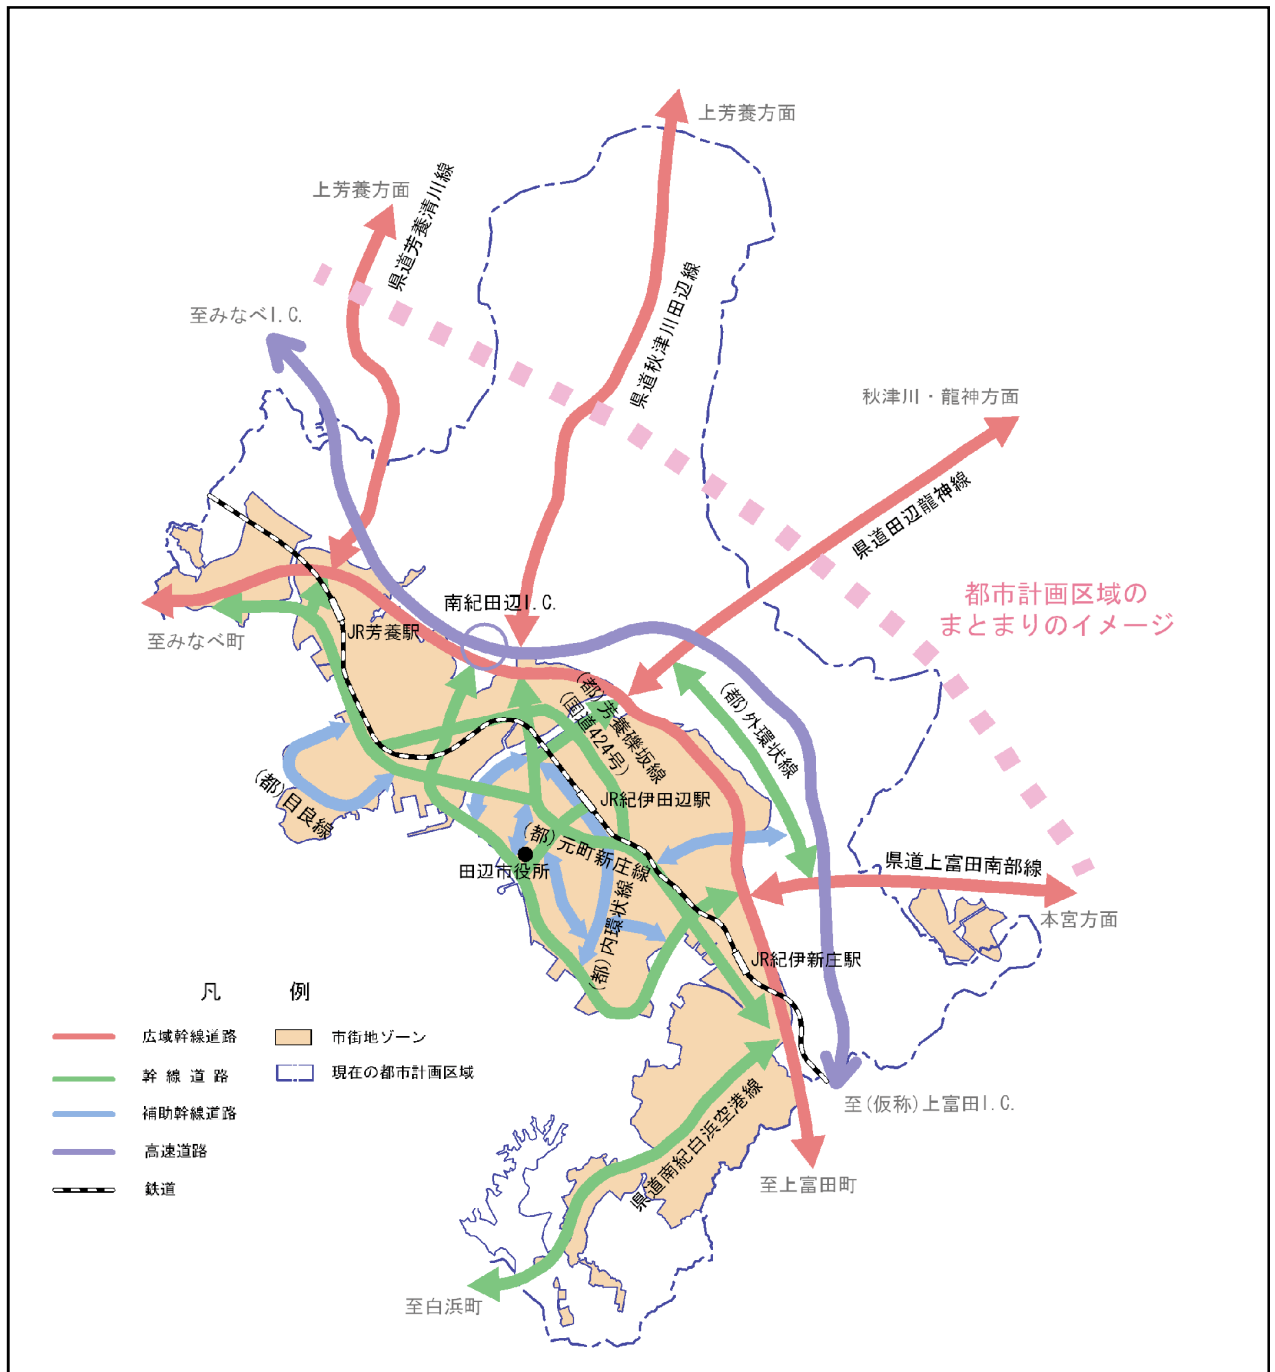 上芳養方面
上芳養方面
県道芳養清川線
県道秋津川田辺線
至みなべI.C.
秋津川・龍神方面
県道田辺龍神線
都市計画区域の
まとまりのイメージ
南紀田辺I.C.
JR芳養駅
至みなべ町
(都)芳養磯坂線
(国道424号)
(都)外環状線
(都)目良線
JR紀伊田辺駅
(都)元町新庄線
田辺市役所
県道上富田南部線
本宮方面
(都)内環状線
JR紀伊新庄駅
凡例
広域幹線道路
市街地ゾーン
幹線道路
現在の都市計画区域
補助幹線道路
高速道路
鉄道
至(仮称)上富田I.C.
県道南紀白浜空港線
至上富田町
至白浜町